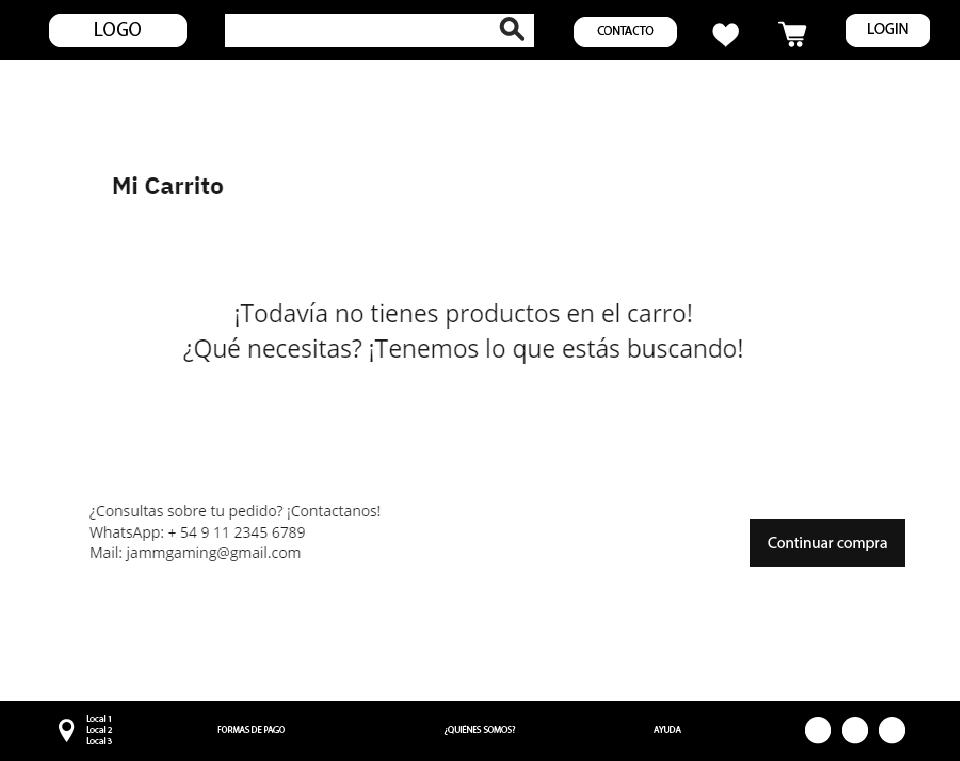 LOGO
CONTACTO
LOGIN
Mi Carrito
¡Todavía no tienes productos en el carro!
¿Qué necesitas? ¡Tenemos lo que estás buscando!
¿Consultas sobre tu pedido? ¡Contactanos!
WhatsApp: + 54 9 11 2345 6789
Mail: jammgaming@gmail.com
Continuar compra
Local 1
Local 2
Local 3
FORMAS DE PAGO
¿QUIÉNES SOMOS?
AYUDA